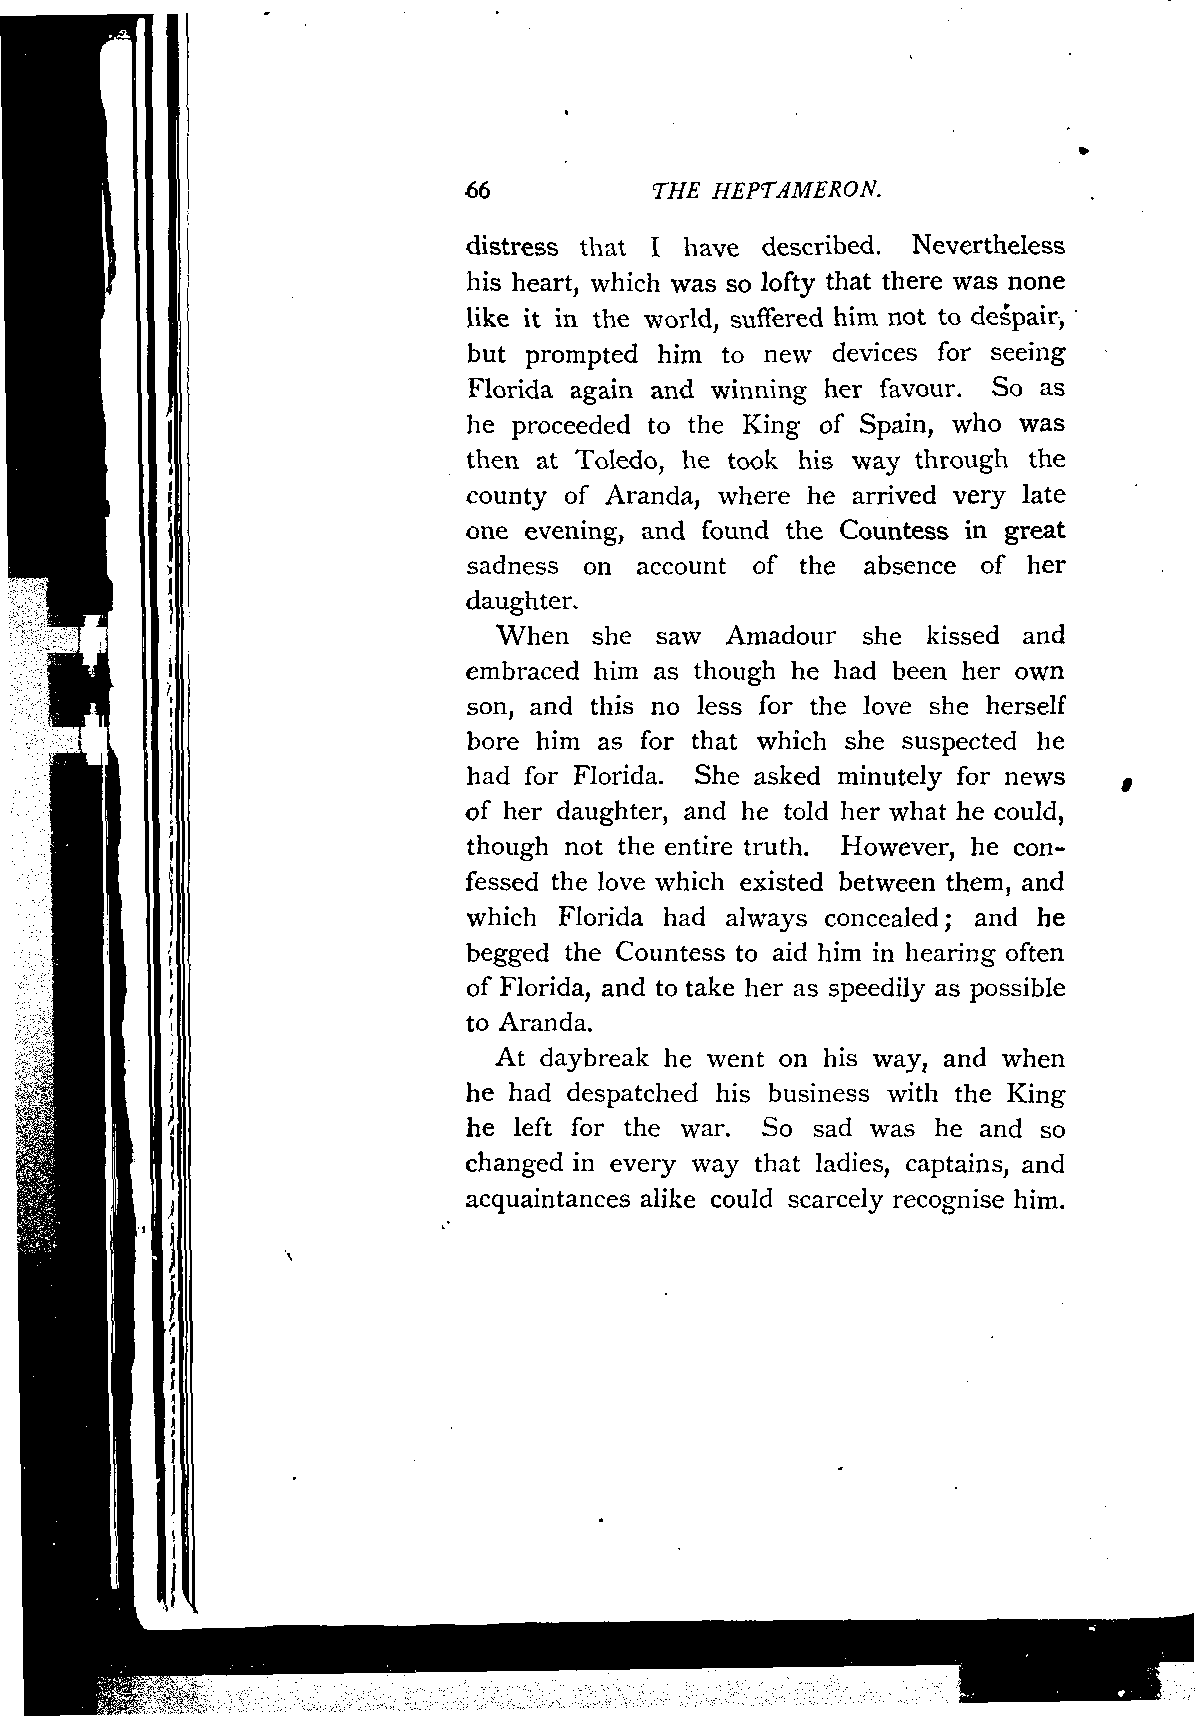 66 THE HEPTAMERON.
distress that I have described. Nevertheless
his heart, which was so lofty that there was none
like it in the world, suffered him not to despair,
but prompted him to new devices for seeing
Florida again and winning her favour. So as
he proceeded to the King of Spain, who was
then at Toledo, he took his way through the
county of Aranda, where he arrived very late
one evening, and found the Countess in great
sadness on account of the absence of her
daughter.
When she saw Amadour she kissed and
embraced him as though he had been her own
son, and this no less for the love she herself
bore him as for that which she suspected he
had for Florida. She asked minutely for news
of her daughter, and he told her what he could,
though not the entire truth. However, he con-
fessed the love which existed between them, and
which Florida had always concealed; and he
begged the Countess to aid him in hearing often
of Florida, and to take her as speedily as possible
to Aranda.
At daybreak he went on his way, and when
he had despatched his business with the King
he left for the war. So sad was he and so
changed in every way that ladies, captains, and
acquaintances alike could scarcely recognise him.